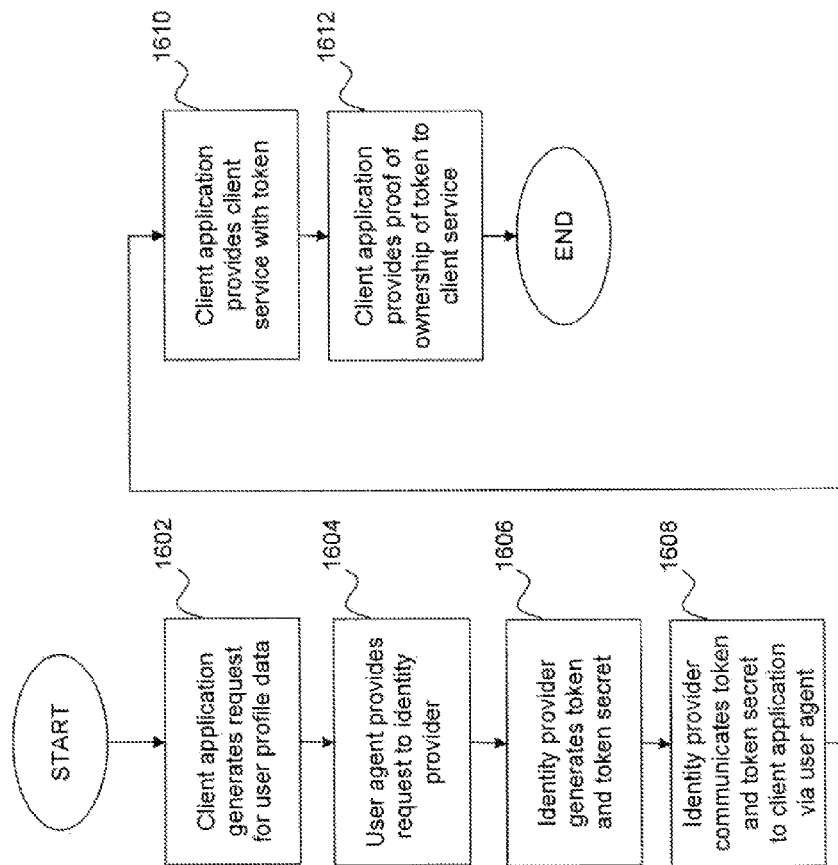 START
Client application
generates request
for user profile data
1602
User agent provides
request to identity
provider
1604
Identity provider
generates token
and token secret
1606
Identity provider
communicates token
and token secret
to client application
via user agent
1608
Client application
provides client
service with token
1610
Client application
provides proof of
ownership of token to
client service
1612
END